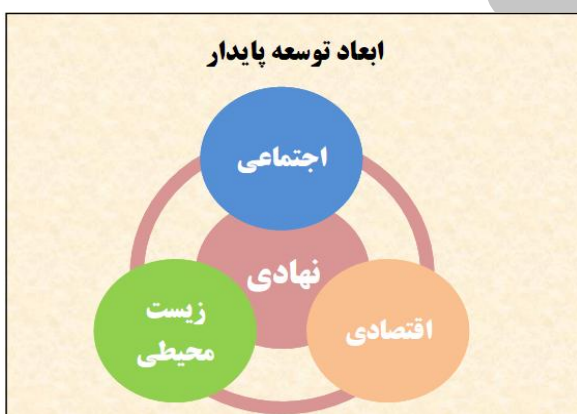 ابعاد توسعه پایدار
اجتماعی
نهادی
اقتصادی
زیست
محیطی